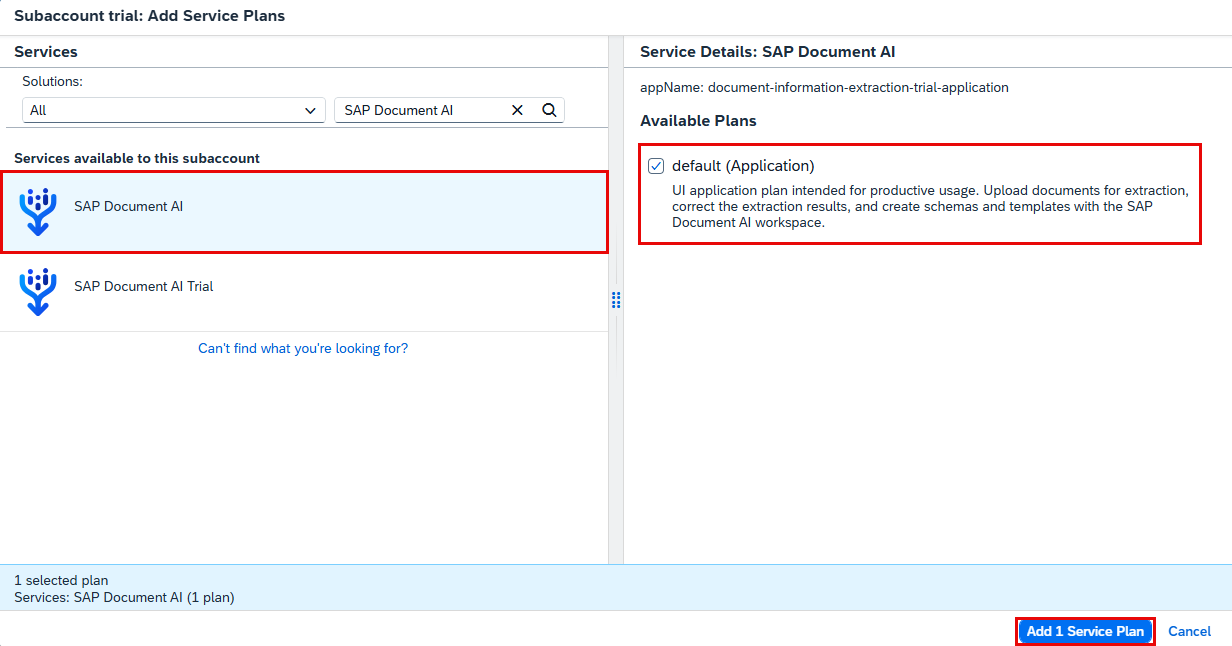 Subaccount trial: Add Service Plans
Services
Solutions:
All
SAP Document AI
Services available to this subaccount
SAP Document AI
SAP Document AI Trial
Can't find what you're looking for?
Service Details: SAP Document AI
appName: document-information-extraction-trial-application
Available Plans
default (Application)
UI application plan intended for productive usage. Upload documents for extraction,
correct the extraction results, and create schemas and templates with the SAP
Document AI workspace.
1 selected plan
Services: SAP Document AI (1 plan)
Add 1 Service Plan
Cancel